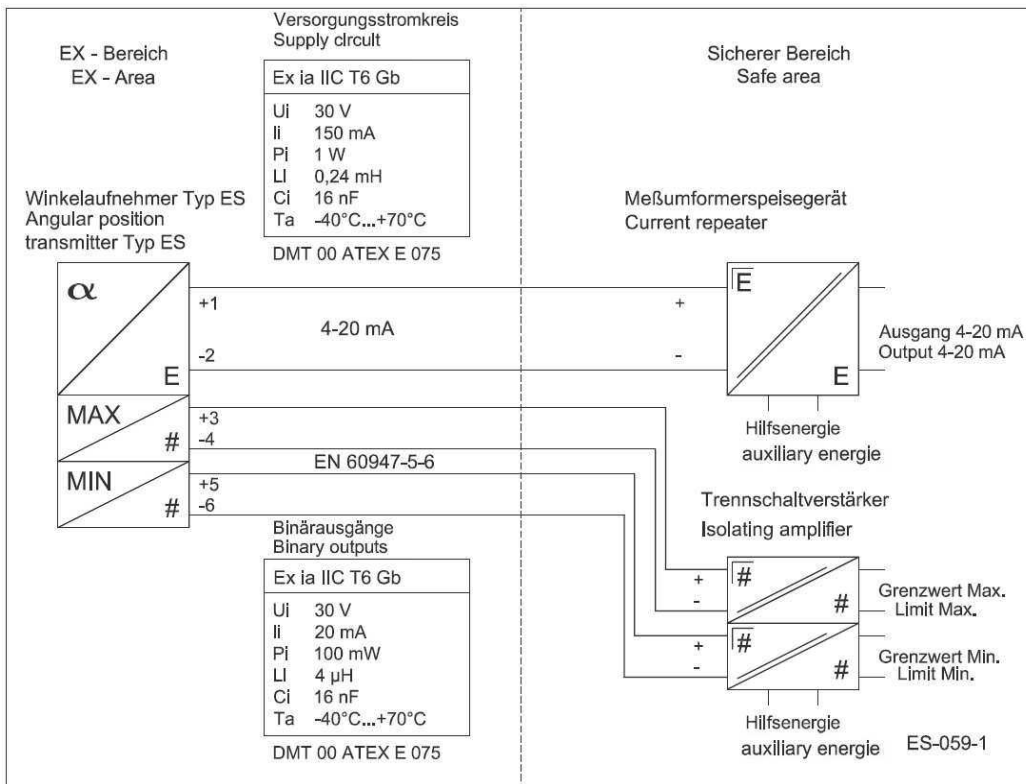 EX - Bereich
EX - Area
Versorgungsstromkreis
Supply circuit
Ex ia IIC T6 Gb
Ui 30 V
Ii 150 mA
Pi 1 W
LI 0,24 mH
Ci 16 nF
Ta -40°C...+70°C
DMT 00 ATEX E 075
Sicherer Bereich
Safe area
Winkelaufnehmer Typ ES
Angular position
transmitter Typ ES
α
E
+1
-2
4-20 mA
Meßumformerspeisegerät
Current repeater
+
-
E
E
Ausgang 4-20 mA
Output 4-20 mA
Hilfsenergie
auxiliary energie
MAX
#
+3
-4
MIN
#
+5
-6
EN 60947-5-6
Binärausgänge
Binary outputs
Ex ia IIC T6 Gb
Ui 30 V
Ii 20 mA
Pi 100 mW
LI 4 µH
Ci 16 nF
Ta -40°C...+70°C
DMT 00 ATEX E 075
Trennschaltverstärker
Isolating amplifier
+
-
#
#
Grenzwert Max.
Limit Max.
+
-
#
#
Grenzwert Min.
Limit Min.
Hilfsenergie
auxiliary energie
ES-059-1